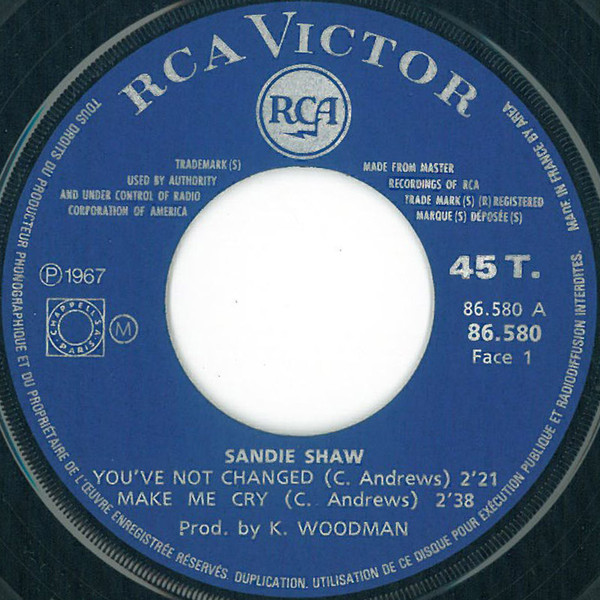 RCA VICTOR
RCA
TRADEMARK (S)
USED BY AUTHORITY
AND UNDER CONTROL OF RADIO
CORPORATION OF AMERICA
MADE FROM MASTER
RECORDINGS OF RCA
TRADE MARK (S) (R) REGISTERED
MARQUE (S) DÉPOSÉE (S)
Ⓟ 1967
CHAPPELL S.A.
PARIS
Ⓜ
45 T.
86.580 A
86.580
Face 1
SANDIE SHAW
YOU'VE NOT CHANGED (C. Andrews) 2'21
MAKE ME CRY (C. Andrews) 2'38
Prod. by K. WOODMAN
TOUS DROITS DU PRODUCTEUR PHONOGRAPHIQUE ET DU PROPRIÉTAIRE DE L'ŒUVRE ENREGISTRÉE RÉSERVÉS. DUPLICATION. UTILISATION DE CE DISQUE POUR EXÉCUTION PUBLIQUE ET RADIODIFFUSION INTERDITES. MADE IN FRANCE BY AREA